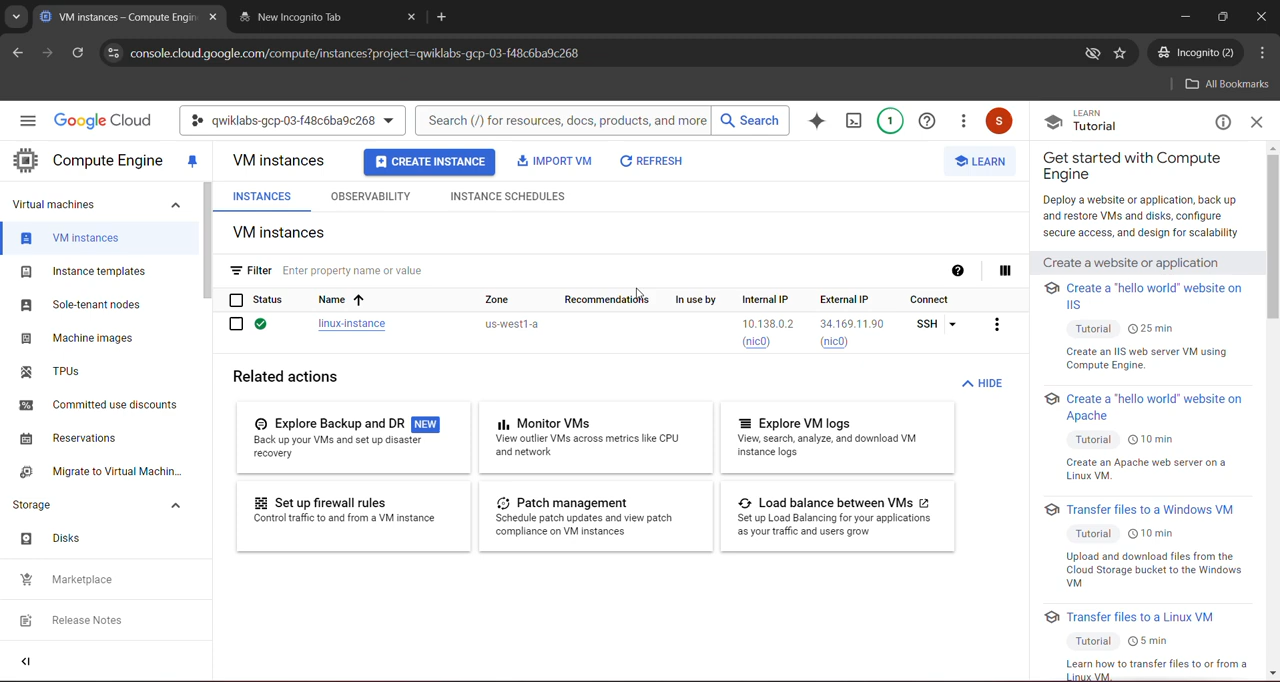 VM instances – Compute Engin
New Incognito Tab
console.cloud.google.com/compute/instances?project=qwiklabs-gcp-03-f48c6ba9c268
Incognito (2)
All Bookmarks
Google Cloud
qwiklabs-gcp-03-f48c6ba9c268
Search (/) for resources, docs, products, and more
Search
1
S
LEARN
Tutorial
Compute Engine
VM instances
CREATE INSTANCE
IMPORT VM
REFRESH
LEARN
Virtual machines
VM instances
Instance templates
Sole-tenant nodes
Machine images
TPUs
Committed use discounts
Reservations
Migrate to Virtual Machin...
Storage
Disks
Marketplace
Release Notes
INSTANCES
OBSERVABILITY
INSTANCE SCHEDULES
VM instances
Filter Enter property name or value
Status Name Zone Recommendations In use by Internal IP External IP Connect
linux-instance us-west1-a 10.138.0.2 34.169.11.90 SSH
(nic0) (nic0)
Related actions
HIDE
Explore Backup and DR NEW
Back up your VMs and set up disaster
recovery
Monitor VMs
View outlier VMs across metrics like CPU
and network
Explore VM logs
View, search, analyze, and download VM
instance logs
Set up firewall rules
Control traffic to and from a VM instance
Patch management
Schedule patch updates and view patch
compliance on VM instances
Load balance between VMs
Set up Load Balancing for your applications
as your traffic and users grow
Get started with Compute
Engine
Deploy a website or application, back up
and restore VMs and disks, configure
secure access, and design for scalability
Create a website or application
Create a "hello world" website on
IIS
Tutorial 25 min
Create an IIS web server VM using
Compute Engine.
Create a "hello world" website on
Apache
Tutorial 10 min
Create an Apache web server on a
Linux VM.
Transfer files to a Windows VM
Tutorial 10 min
Upload and download files from the
Cloud Storage bucket to the Windows
VM
Transfer files to a Linux VM
Tutorial 5 min
Learn how to transfer files to or from a
Linux VM.